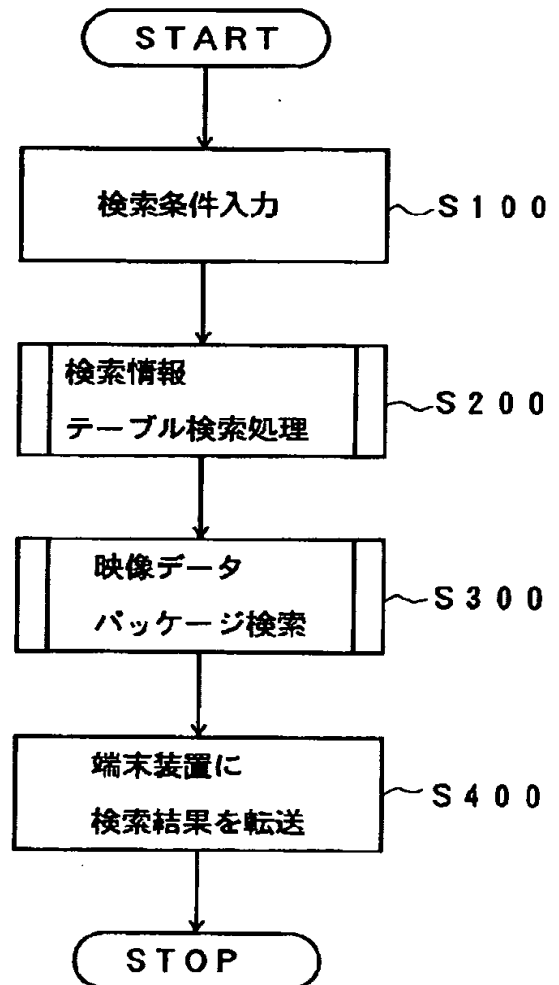 START
検索条件入力
S100
検索情報
テーブル検索処理
S200
映像データ
パッケージ検索
S300
端末装置に
検索結果を転送
S400
STOP